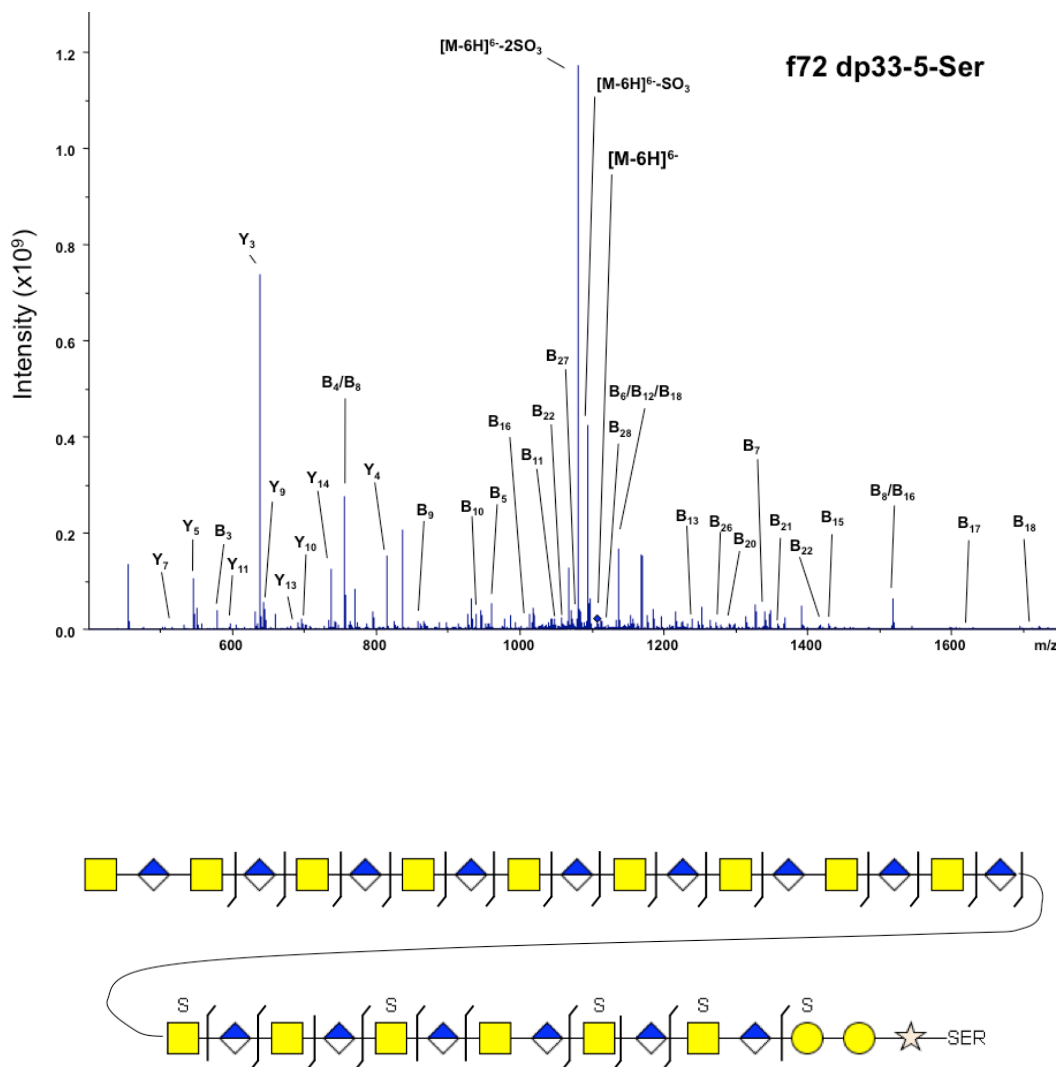 f72 dp33-5-Ser
[M-6H]⁶⁻-2SO₃
[M-6H]⁶⁻-SO₃
[M-6H]⁶⁻
Intensity (x10⁹)
1.2
1.0
0.8
0.6
0.4
0.2
0.0
Y₃
B₂₇
B₄/B₈
B₂₂
B₆/B₁₂/B₁₈
B₁₆
B₂₈
B₁₁
B₇
Y₄
Y₁₄
Y₉
B₁₀
B₅
B₉
B₈/B₁₆
Y₅
B₃
Y₁₁
Y₁₀
Y₇
Y₁₃
B₁₃
B₂₆
B₂₀
B₂₁
B₂₂
B₁₅
B₁₇
B₁₈
600 800 1000 1200 1400 1600 m/z
S S S S S
SER